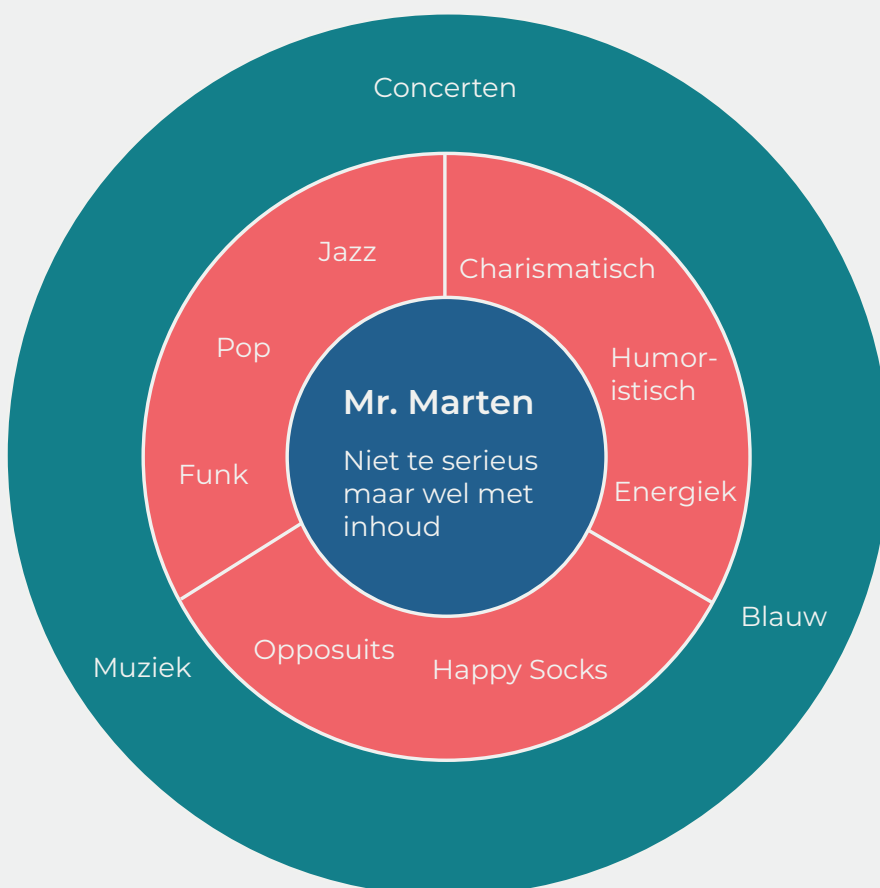 Concerten
Jazz
Charismatisch
Pop
Humor-
istisch
Mr. Marten
Niet te serieus
maar wel met
inhoud
Funk
Energiek
Blauw
Opposuits
Happy Socks
Muziek